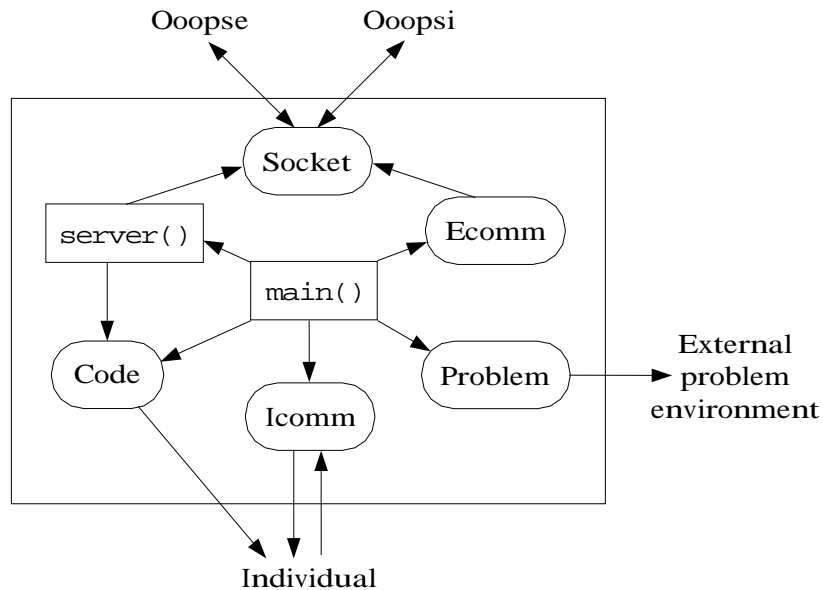 Ooopse
Ooopsi
Socket
server()
Ecomm
main()
Code
Problem
Icomm
External
problem
environment
Individual